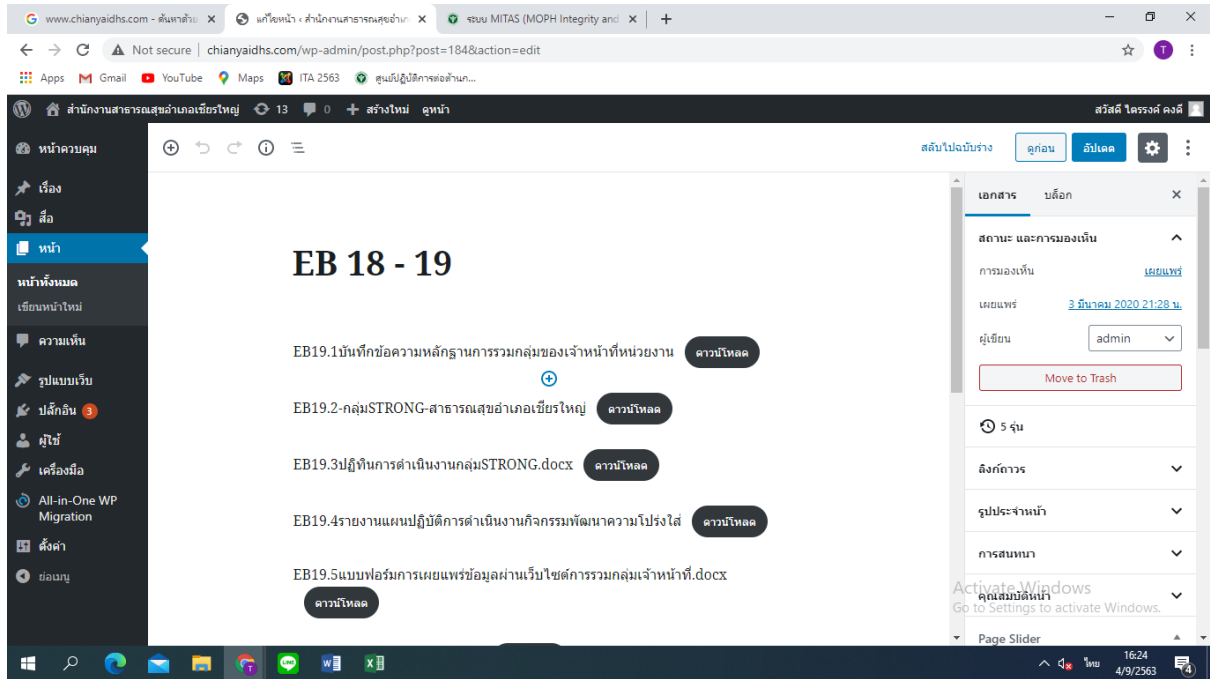 www.chianyaidhs.com - ค้นหาด้วย
แก้ไขหน้า ‹ สำนักงานสาธารณสุขอำเภ
ระบบ MITAS (MOPH Integrity and
Not secure
chianyaidhs.com/wp-admin/post.php?post=184&action=edit
T
Apps
Gmail
YouTube
Maps
ITA 2563
ศูนย์ปฏิบัติการต่อต้านก...
สำนักงานสาธารณสุขอำเภอเชียรใหญ่
13
0
สร้างใหม่
ดูหน้า
สวัสดี ไตรรงค์ คงดี
หน้าควบคุม
เรื่อง
สื่อ
หน้า
หน้าทั้งหมด
เขียนหน้าใหม่
ความเห็น
รูปแบบเว็บ
ปลั๊กอิน 3
ผู้ใช้
เครื่องมือ
All-in-One WP
Migration
ตั้งค่า
ย่อเมนู
สลับไปฉบับร่าง
ดูก่อน
อัปเดต
EB 18 - 19
EB19.1บันทึกข้อความหลักฐานการรวมกลุ่มของเจ้าหน้าที่หน่วยงาน ดาวน์โหลด
EB19.2-กลุ่มSTRONG-สาธารณสุขอำเภอเชียรใหญ่ ดาวน์โหลด
EB19.3ปฏิทินการดำเนินงานกลุ่มSTRONG.docx ดาวน์โหลด
EB19.4รายงานแผนปฏิบัติการดำเนินงานกิจกรรมพัฒนาความโปร่งใส่ ดาวน์โหลด
EB19.5แบบฟอร์มการเผยแพร่ข้อมูลผ่านเว็บไซต์การรวมกลุ่มเจ้าหน้าที่.docx
ดาวน์โหลด
เอกสาร
บล็อก
สถานะ และการมองเห็น
การมองเห็น
เผยแพร่
เผยแพร่
3 มีนาคม 2020 21:28 น.
ผู้เขียน
admin
Move to Trash
5 รุ่น
ลิงก์ถาวร
รูปประจำหน้า
การสนทนา
คุณสมบัติหน้า
Page Slider
Activate Windows
Go to Settings to activate Windows.
ไทย
16:24
4/9/2563
4